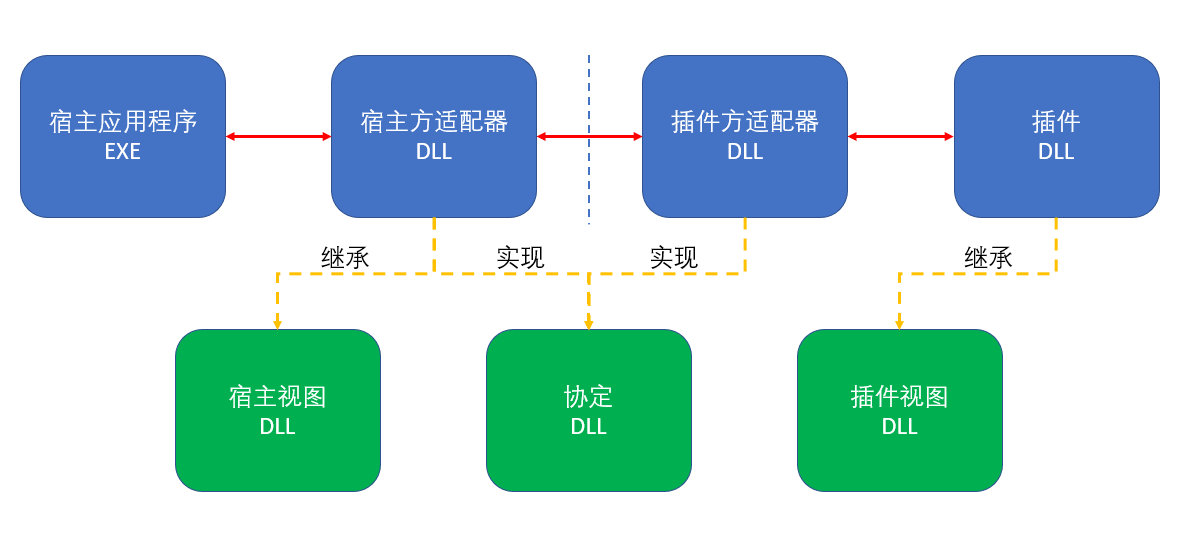 宿主应用程序
EXE
宿主方适配器
DLL
插件方适配器
DLL
插件
DLL
继承
实现
实现
继承
宿主视图
DLL
协定
DLL
插件视图
DLL